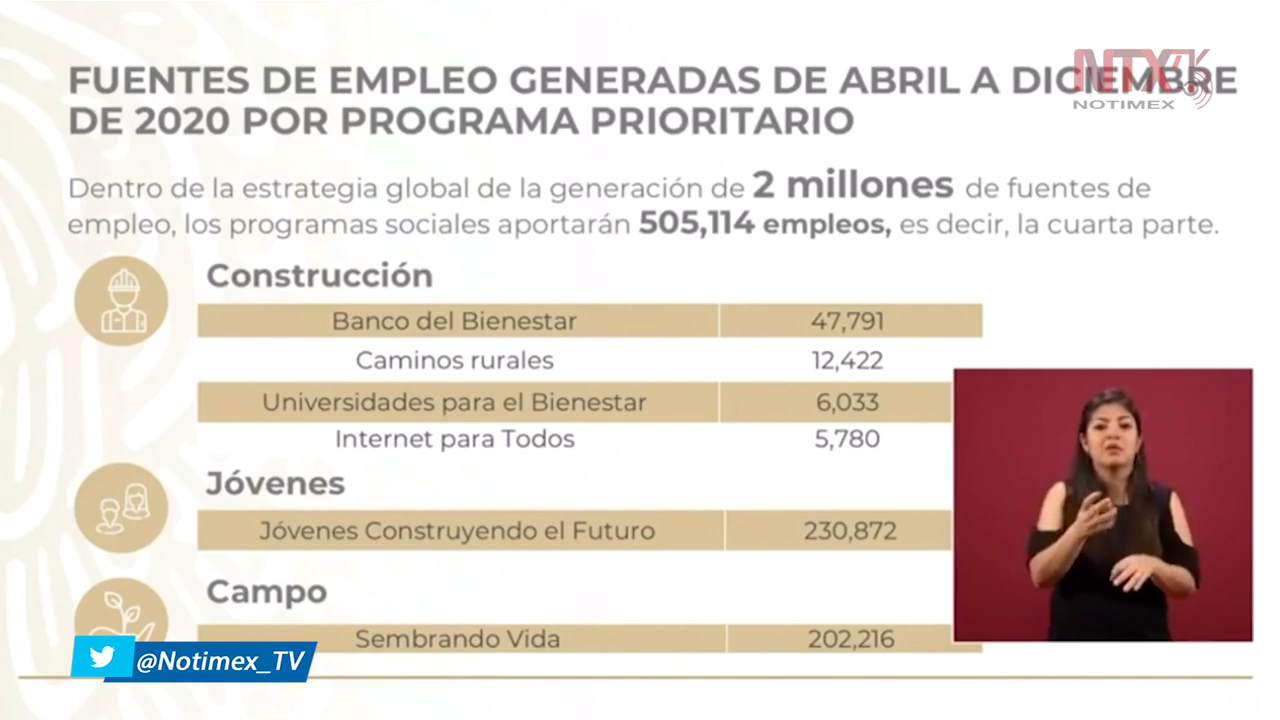 NTX
NOTIMEX
FUENTES DE EMPLEO GENERADAS DE ABRIL A DICIEMBRE
DE 2020 POR PROGRAMA PRIORITARIO
Dentro de la estrategia global de la generación de 2 millones de fuentes de
empleo, los programas sociales aportarán 505,114 empleos, es decir, la cuarta parte.
Construcción
Banco del Bienestar 47,791
Caminos rurales 12,422
Universidades para el Bienestar 6,033
Internet para Todos 5,780
Jóvenes
Jóvenes Construyendo el Futuro 230,872
Campo
Sembrando Vida 202,216
@Notimex_TV